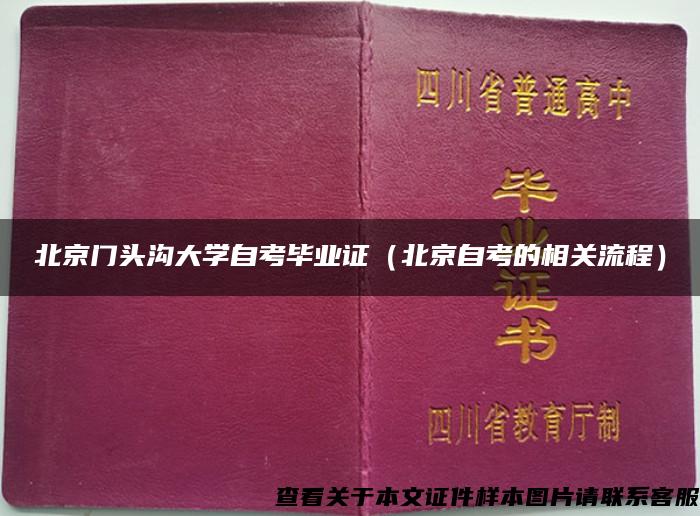 四川省普通高中
毕业证书
北京门头沟大学自考毕业证（北京自考的相关流程）
四川省教育厅制
查看关于本文证件样本图片请联系客服